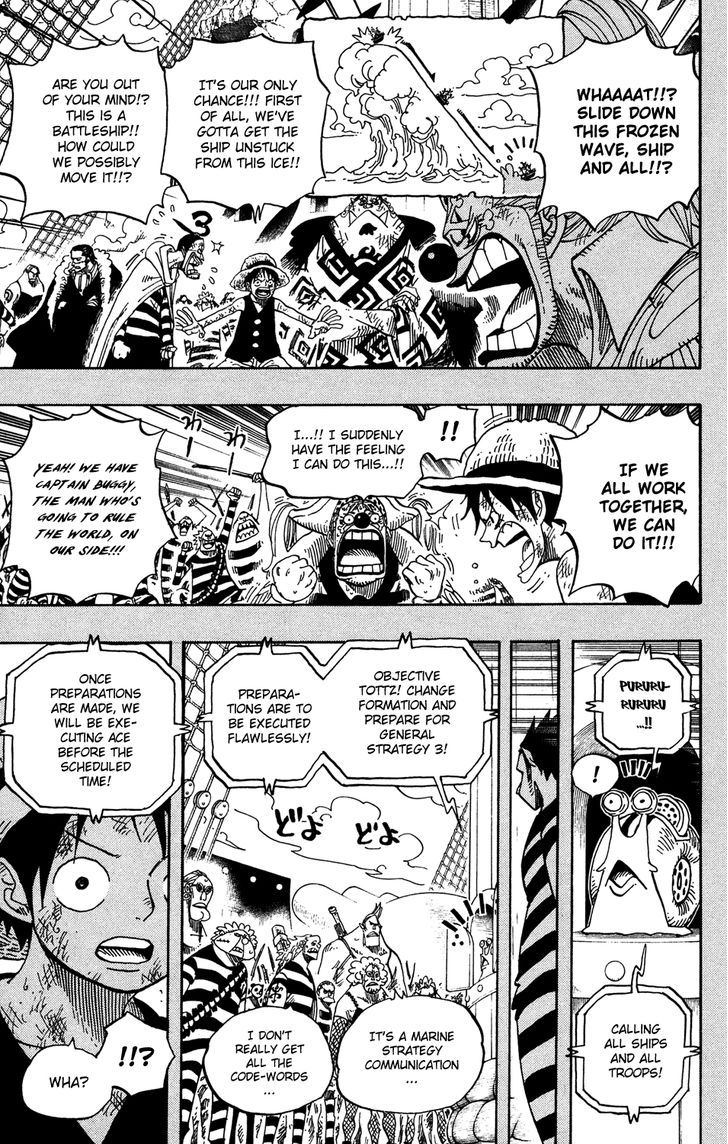 WHAAAAT!!?
SLIDE DOWN
THIS FROZEN
WAVE, SHIP
AND ALL!!?
IT'S OUR ONLY
CHANCE!!! FIRST
OF ALL, WE'VE
GOTTA GET THE
SHIP UNSTUCK
FROM THIS ICE!!
ARE YOU OUT
OF YOUR MIND!?
THIS IS A
BATTLESHIP!!
HOW COULD
WE POSSIBLY
MOVE IT!!?
3
IF WE
ALL WORK
TOGETHER,
WE CAN
DO IT!!!
!!
I...!! I SUDDENLY
HAVE THE FEELING
I CAN DO THIS...!!
わー
わー
YEAH! WE HAVE
CAPTAIN BUGGY,
THE MAN WHO'S
GOING TO RULE
THE WORLD, ON
OUR SIDE!!!
PURURU-
RURURU
...!!
!
CALLING
ALL SHIPS
AND ALL
TROOPS!
OBJECTIVE
TOTTZ! CHANGE
FORMATION AND
PREPARE FOR
GENERAL
STRATEGY 3!
PREPARA-
TIONS ARE TO
BE EXECUTED
FLAWLESSLY!
どよ
どよ
IT'S A MARINE
STRATEGY
COMMUNICATION
...
I DON'T
REALLY GET
ALL THE
CODE-WORDS
...
ONCE
PREPARATIONS
ARE MADE, WE
WILL BE EXE-
CUTING ACE
BEFORE THE
SCHEDULED
TIME!
!!?
WHA?